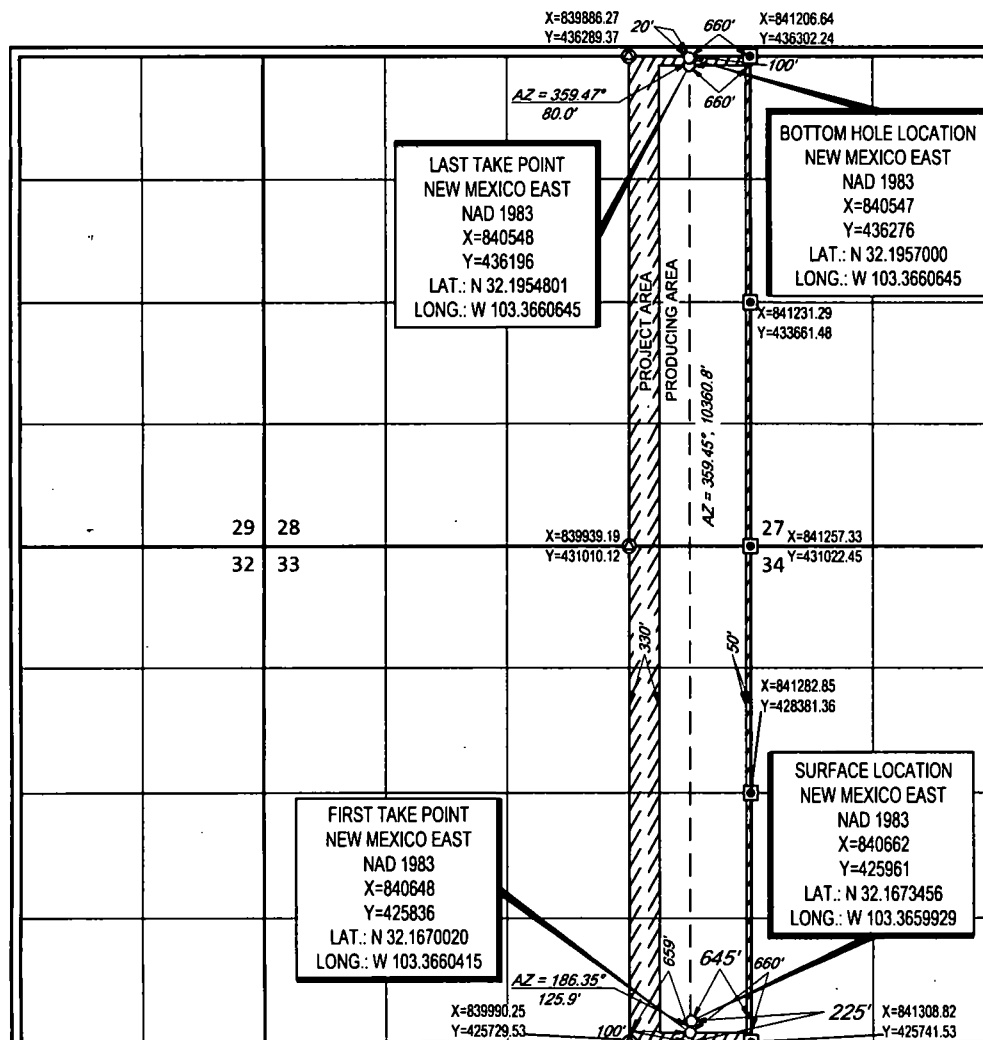 X=839886.27
Y=436289.37
20'
660'
X=841206.64
Y=436302.24
100'
AZ = 359.47°
80.0'
660'
LAST TAKE POINT
NEW MEXICO EAST
NAD 1983
X=840548
Y=436196
LAT.: N 32.1954801
LONG.: W 103.3660645
BOTTOM HOLE LOCATION
NEW MEXICO EAST
NAD 1983
X=840547
Y=436276
LAT.: N 32.1957000
LONG.: W 103.3660645
X=841231.29
Y=433661.48
PROJECT AREA
PRODUCING AREA
AZ = 359.45°, 10360.8'
29 28
32 33
X=839939.19
Y=431010.12
27
34
X=841257.33
Y=431022.45
330'
50'
X=841282.85
Y=428381.36
FIRST TAKE POINT
NEW MEXICO EAST
NAD 1983
X=840648
Y=425836
LAT.: N 32.1670020
LONG.: W 103.3660415
SURFACE LOCATION
NEW MEXICO EAST
NAD 1983
X=840662
Y=425961
LAT.: N 32.1673456
LONG.: W 103.3659929
659'
645'
660'
AZ = 186.35°
125.9'
225'
X=839990.25
Y=425729.53
100'
X=841308.82
Y=425741.53